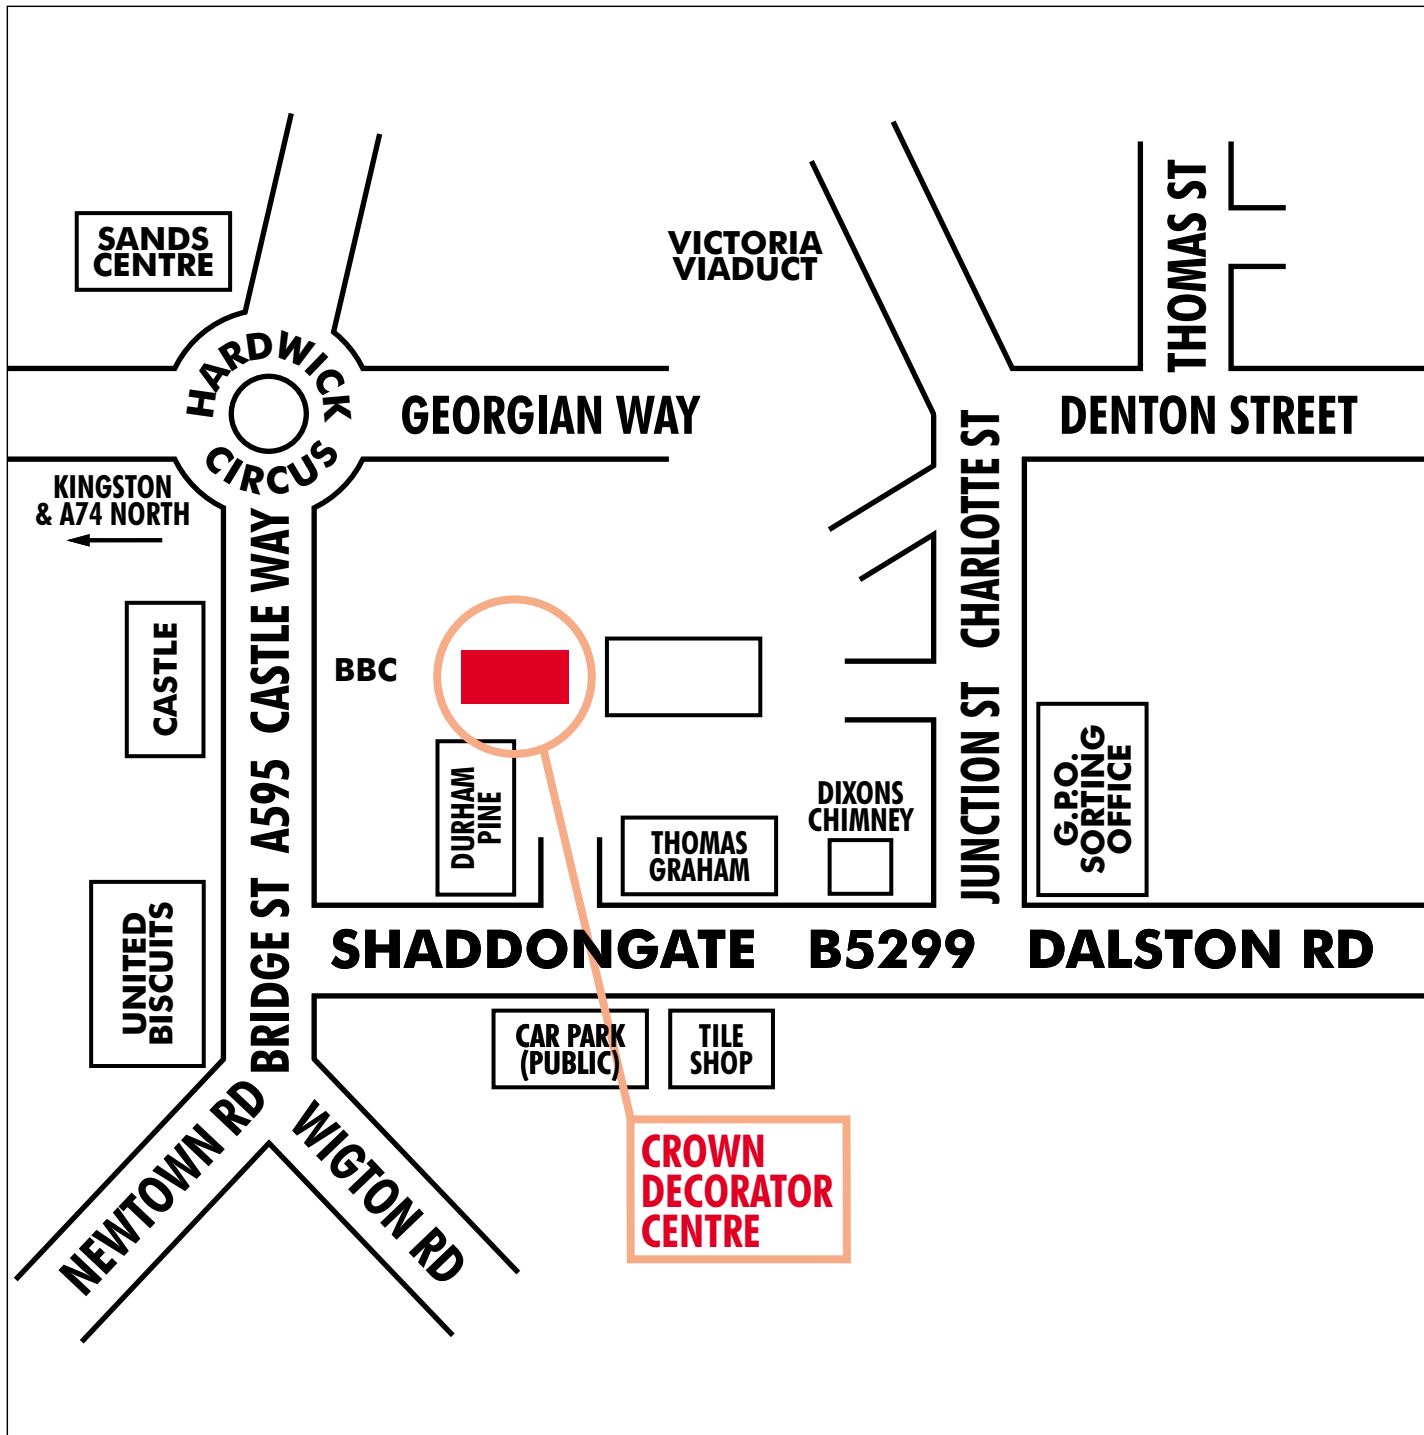 SANDS
CENTRE
VICTORIA
VIADUCT
THOMAS ST
HARDWICK
CIRCUS
GEORGIAN WAY
DENTON STREET
KINGSTON
& A74 NORTH
CHARLOTTE ST
CASTLE WAY
CASTLE
BBC
JUNCTION ST
G.P.O.
SORTING
OFFICE
A595
DURHAM
PINE
DIXONS
CHIMNEY
THOMAS
GRAHAM
UNITED
BISCUITS
BRIDGE ST
SHADDONGATE B5299 DALSTON RD
CAR PARK
(PUBLIC)
TILE
SHOP
NEWTOWN RD
WIGTON RD
CROWN
DECORATOR
CENTRE